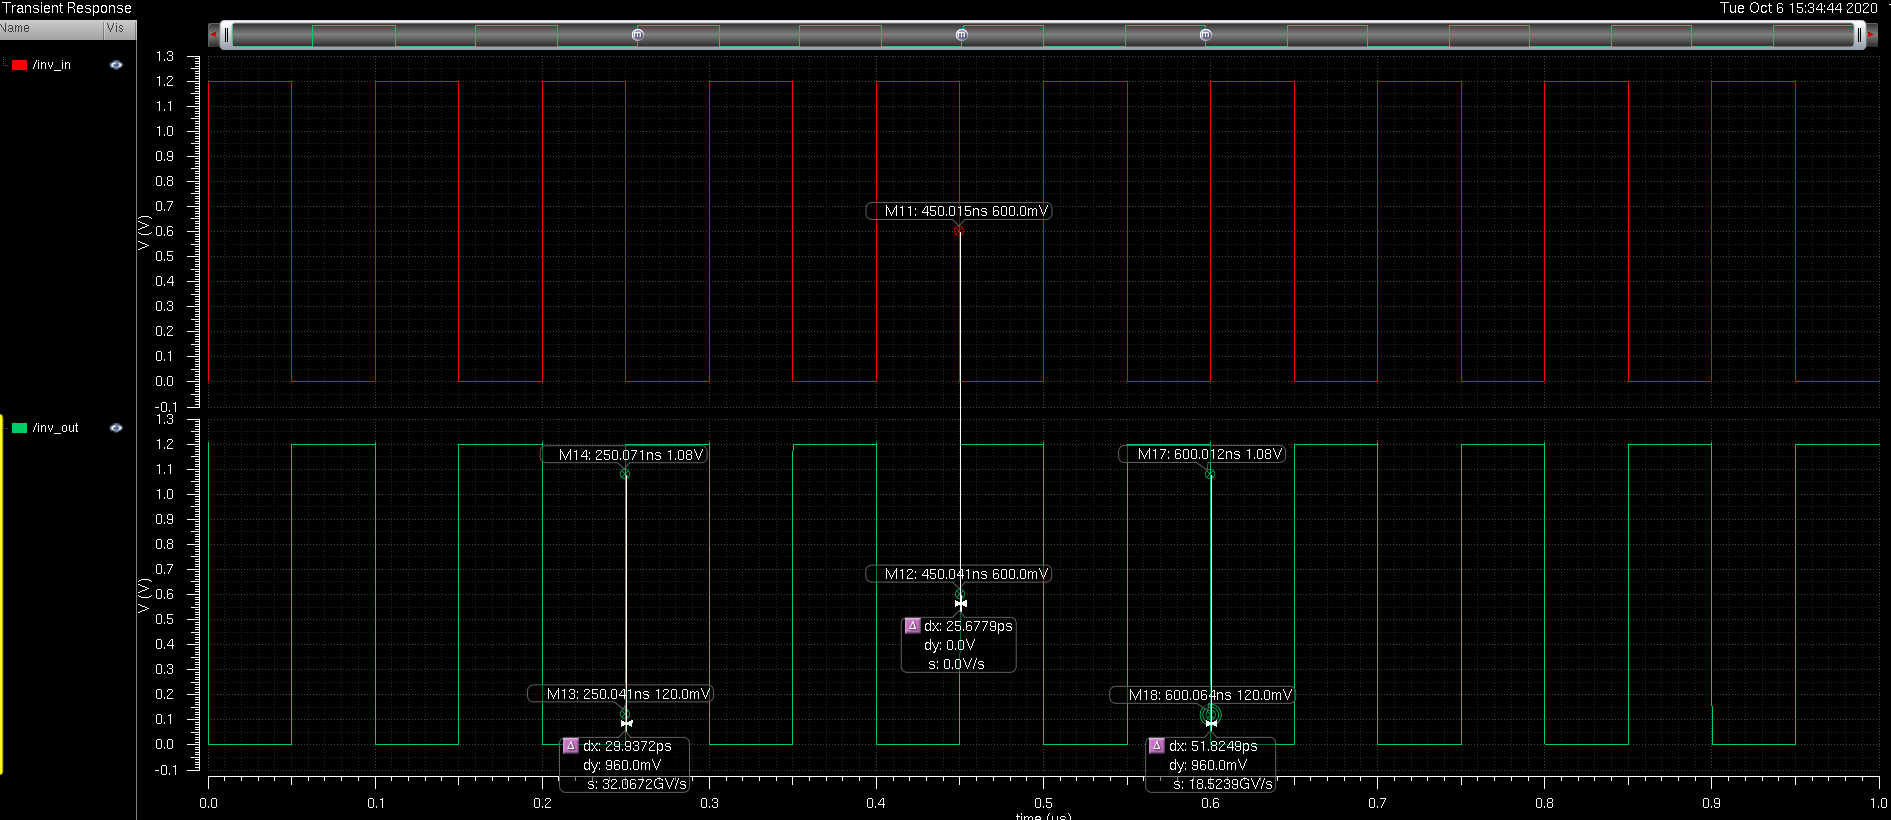 Transient Response
Tue Oct 6 15:34:44 2020
Name Vis
/inv_in
1.3
1.2
1.1
1.0
0.9
0.8
0.7
0.6
0.5
0.4
0.3
0.2
0.1
0.0
-0.1
V (V)
M11: 450.015ns 600.0mV
/inv_out
1.3
1.2
1.1
1.0
0.9
0.8
0.7
0.6
0.5
0.4
0.3
0.2
0.1
0.0
-0.1
V (V)
M14: 250.071ns 1.08V
M17: 600.012ns 1.08V
M12: 450.041ns 600.0mV
Δ dx: 25.6779ps
dy: 0.0V
s: 0.0V/s
M13: 250.041ns 120.0mV
M18: 600.064ns 120.0mV
Δ dx: 29.9372ps
dy: 960.0mV
s: 32.0672GV/s
Δ dx: 51.8249ps
dy: 960.0mV
s: 18.5239GV/s
0.0 0.1 0.2 0.3 0.4 0.5 0.6 0.7 0.8 0.9 1.0
time (us)